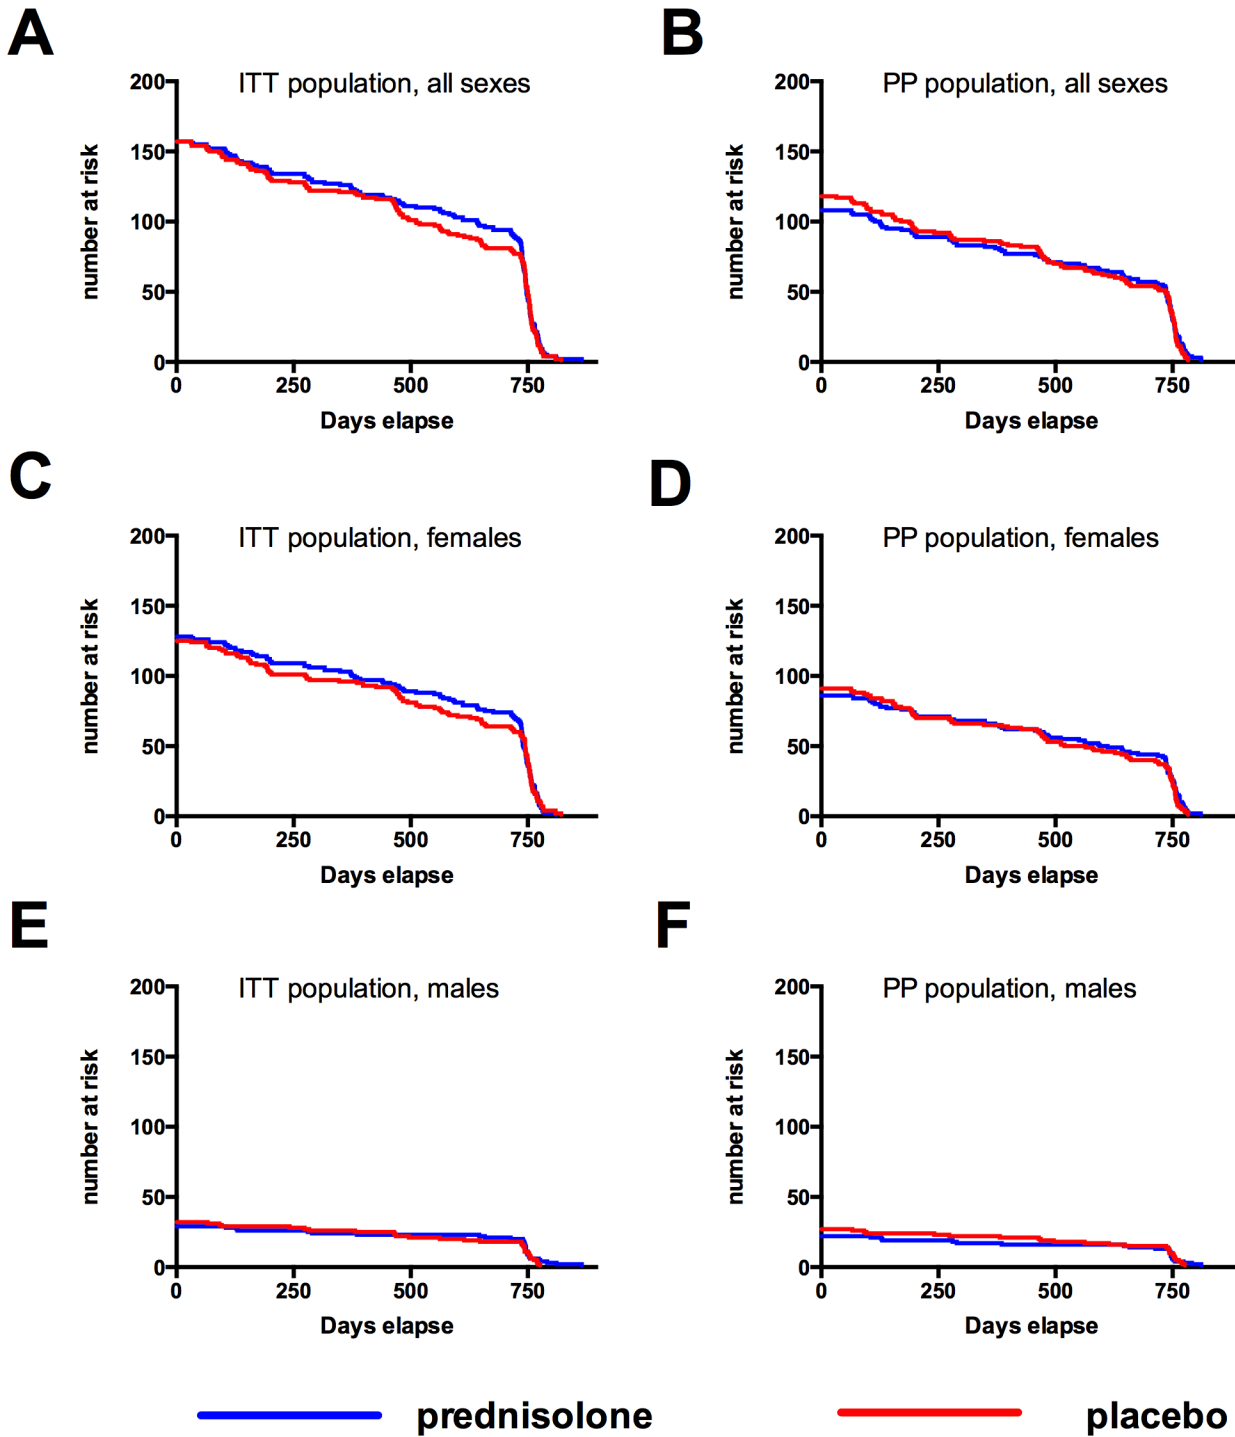 A
ITT population, all sexes
number at risk
200
150
100
50
0
0 250 500 750
Days elapse
B
PP population, all sexes
number at risk
200
150
100
50
0
0 250 500 750
Days elapse
C
ITT population, females
number at risk
200
150
100
50
0
0 250 500 750
Days elapse
D
PP population, females
number at risk
200
150
100
50
0
0 250 500 750
Days elapse
E
ITT population, males
number at risk
200
150
100
50
0
0 250 500 750
Days elapse
F
PP population, males
number at risk
200
150
100
50
0
0 250 500 750
Days elapse
prednisolone
placebo